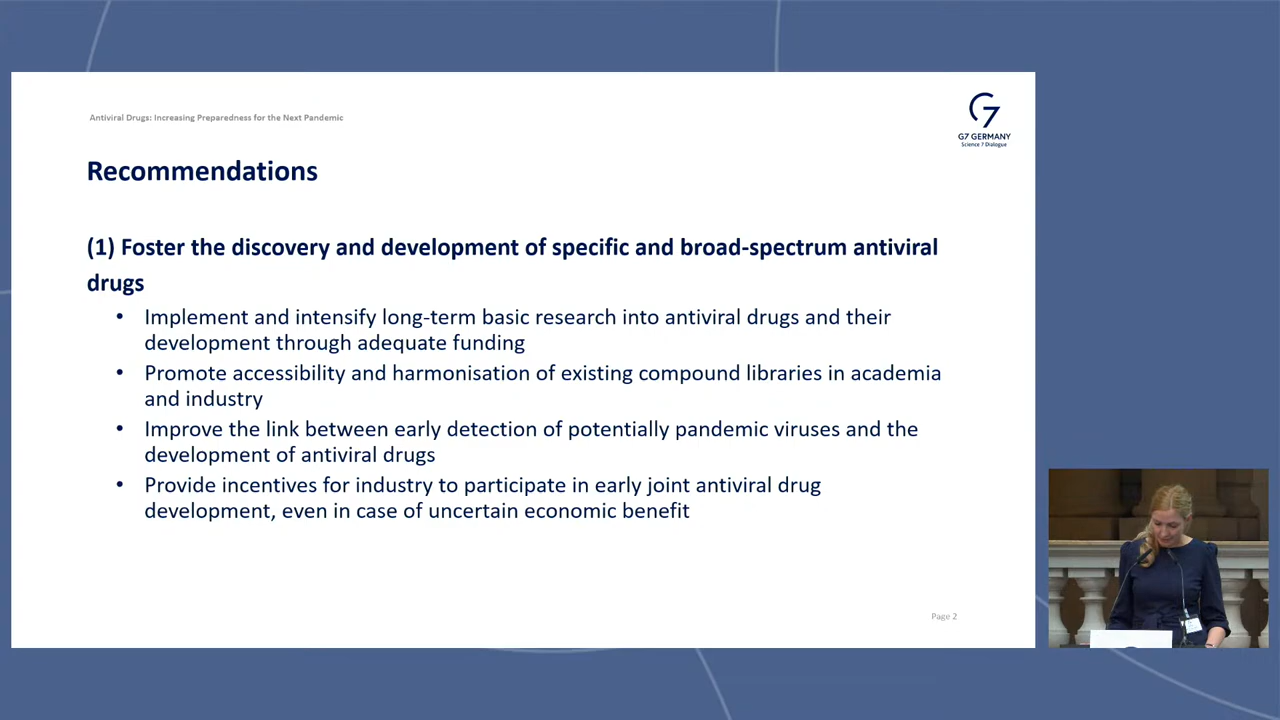 Antiviral Drugs: Increasing Preparedness for the Next Pandemic
G7
G7 GERMANY
Science 7 Dialogue
Recommendations
(1) Foster the discovery and development of specific and broad-spectrum antiviral
drugs
• Implement and intensify long-term basic research into antiviral drugs and their
development through adequate funding
• Promote accessibility and harmonisation of existing compound libraries in academia
and industry
• Improve the link between early detection of potentially pandemic viruses and the
development of antiviral drugs
• Provide incentives for industry to participate in early joint antiviral drug
development, even in case of uncertain economic benefit
Page 2